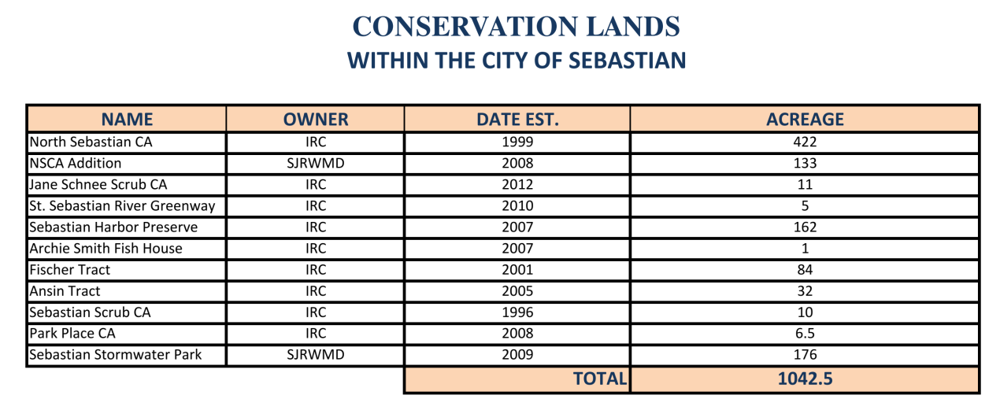 CONSERVATION LANDS
WITHIN THE CITY OF SEBASTIAN
NAME OWNER DATE EST. ACREAGE
North Sebastian CA IRC 1999 422
NSCA Addition SJRWMD 2008 133
Jane Schnee Scrub CA IRC 2012 11
St. Sebastian River Greenway IRC 2010 5
Sebastian Harbor Preserve IRC 2007 162
Archie Smith Fish House IRC 2007 1
Fischer Tract IRC 2001 84
Ansin Tract IRC 2005 32
Sebastian Scrub CA IRC 1996 10
Park Place CA IRC 2008 6.5
Sebastian Stormwater Park SJRWMD 2009 176
TOTAL 1042.5